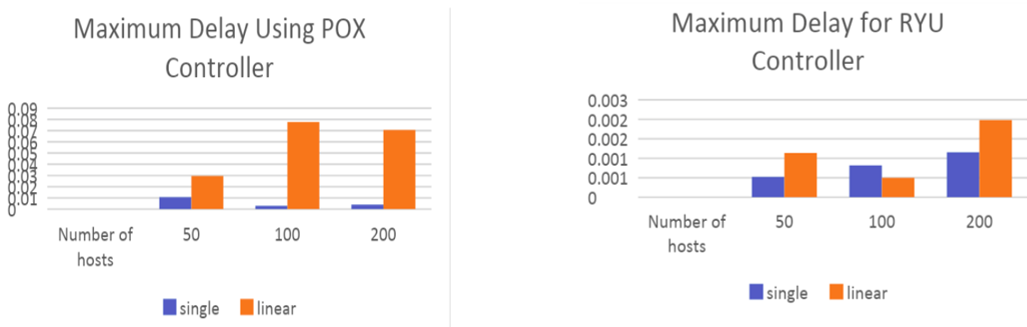 Maximum Delay Using POX
Controller
0.09
0.08
0.07
0.06
0.05
0.04
0.03
0.02
0.01
0
Number of
hosts
50
100
200
single
linear
Maximum Delay for RYU
Controller
0.003
0.002
0.002
0.001
0.001
0
Number of
hosts
50
100
200
single
linear